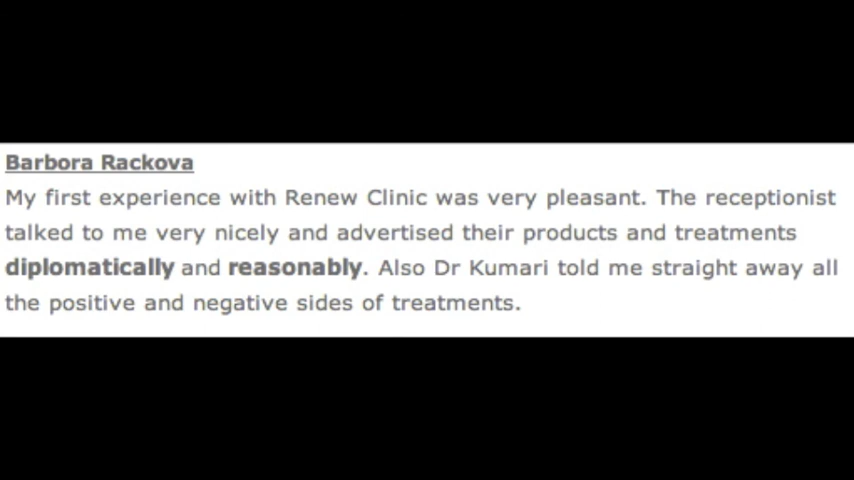 Barbora Rackova
My first experience with Renew Clinic was very pleasant. The receptionist
talked to me very nicely and advertised their products and treatments
diplomatically and reasonably. Also Dr Kumari told me straight away all
the positive and negative sides of treatments.